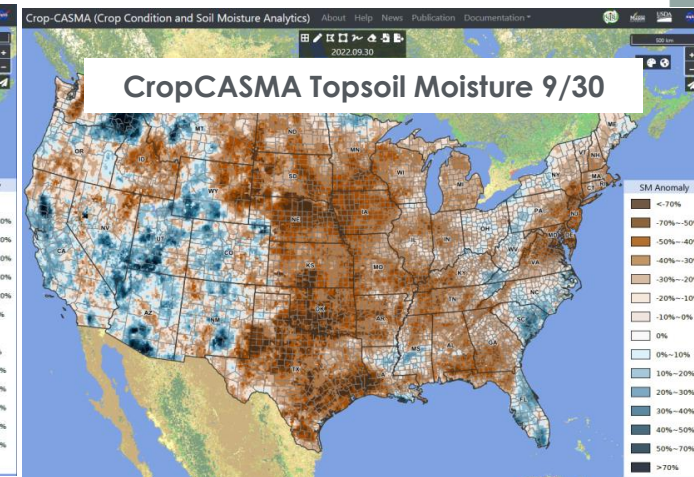 Crop-CASMA (Crop Condition and Soil Moisture Analytics) About Help News Publication Documentation
2022.09.30
500 km
CropCASMA Topsoil Moisture 9/30
MT
ND
MN
ME
OR
ID
SD
WI
MI
NY
VT
NH
MA
CT
RI
WY
IA
PA
NJ
NE
NV
UT
CO
IL
IN
OH
MD
DE
WV
VA
CA
KS
MO
KY
NC
TN
AZ
NM
OK
AR
SC
MS
AL
GA
TX
FL
SM Anomaly
<-70%
-70%~-50%
-50%~-40%
-40%~-30%
-30%~-20%
-20%~-10%
-10%~0%
0%
0%~10%
10%~20%
20%~30%
30%~40%
40%~50%
50%~70%
>70%